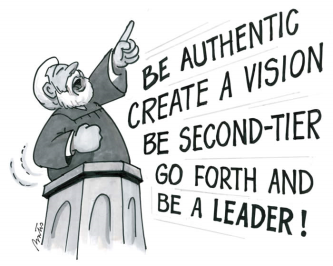 BE AUTHENTIC
CREATE A VISION
BE SECOND-TIER
GO FORTH AND
BE A LEADER!